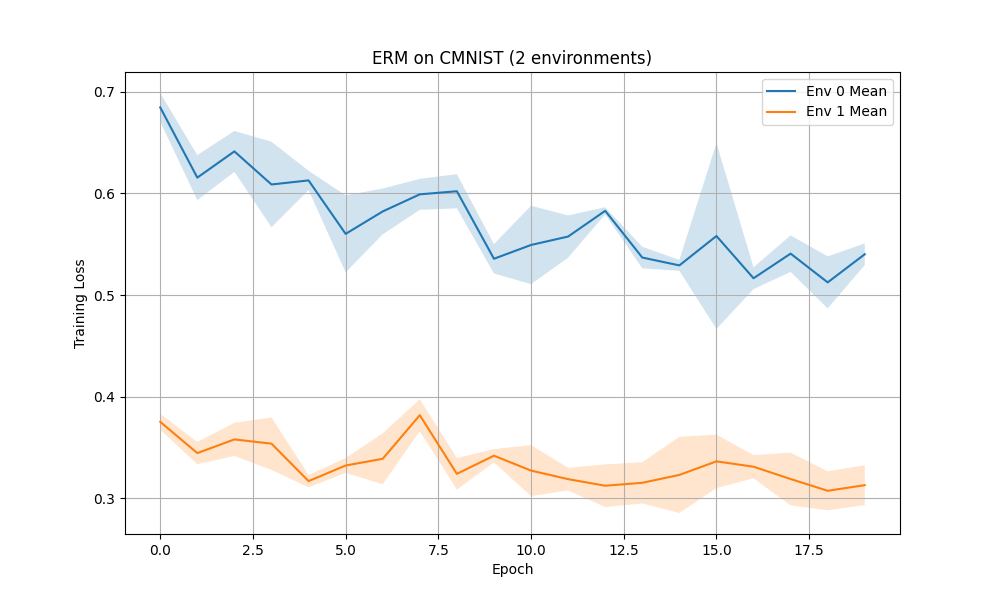 ERM on CMNIST (2 environments)
Env 0 Mean
Env 1 Mean
Training Loss
0.7
0.6
0.5
0.4
0.3
0.0 2.5 5.0 7.5 10.0 12.5 15.0 17.5
Epoch